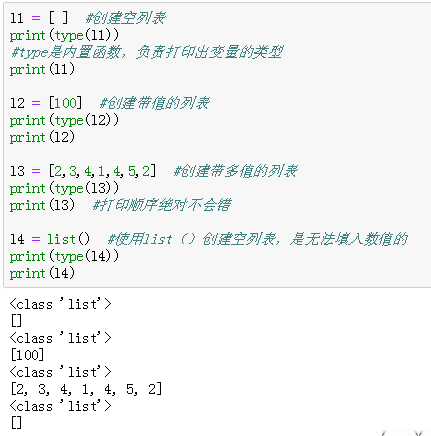 l1 = [ ]  #创建空列表
print(type(l1))
#type是内置函数，负责打印出变量的类型
print(l1)
l2 = [100]  #创建带值的列表
print(type(l2))
print(l2)
l3 = [2,3,4,1,4,5,2]  #创建带多值的列表
print(type(l3))
print(l3)  #打印顺序绝对不会错
l4 = list()  #使用list（）创建空列表，是无法填入数值的
print(type(l4))
print(l4)
<class 'list'>
[]
<class 'list'>
[100]
<class 'list'>
[2, 3, 4, 1, 4, 5, 2]
<class 'list'>
[]